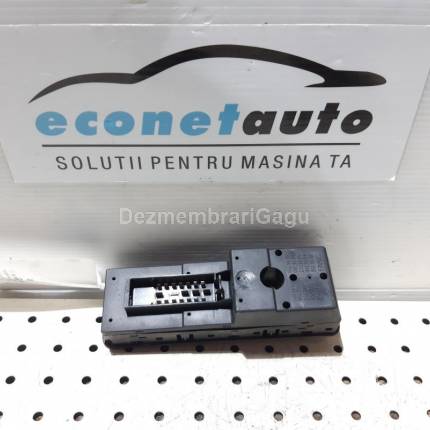 econetauto
SOLUTII PENTRU MASINA TA
DezmembrariGagu